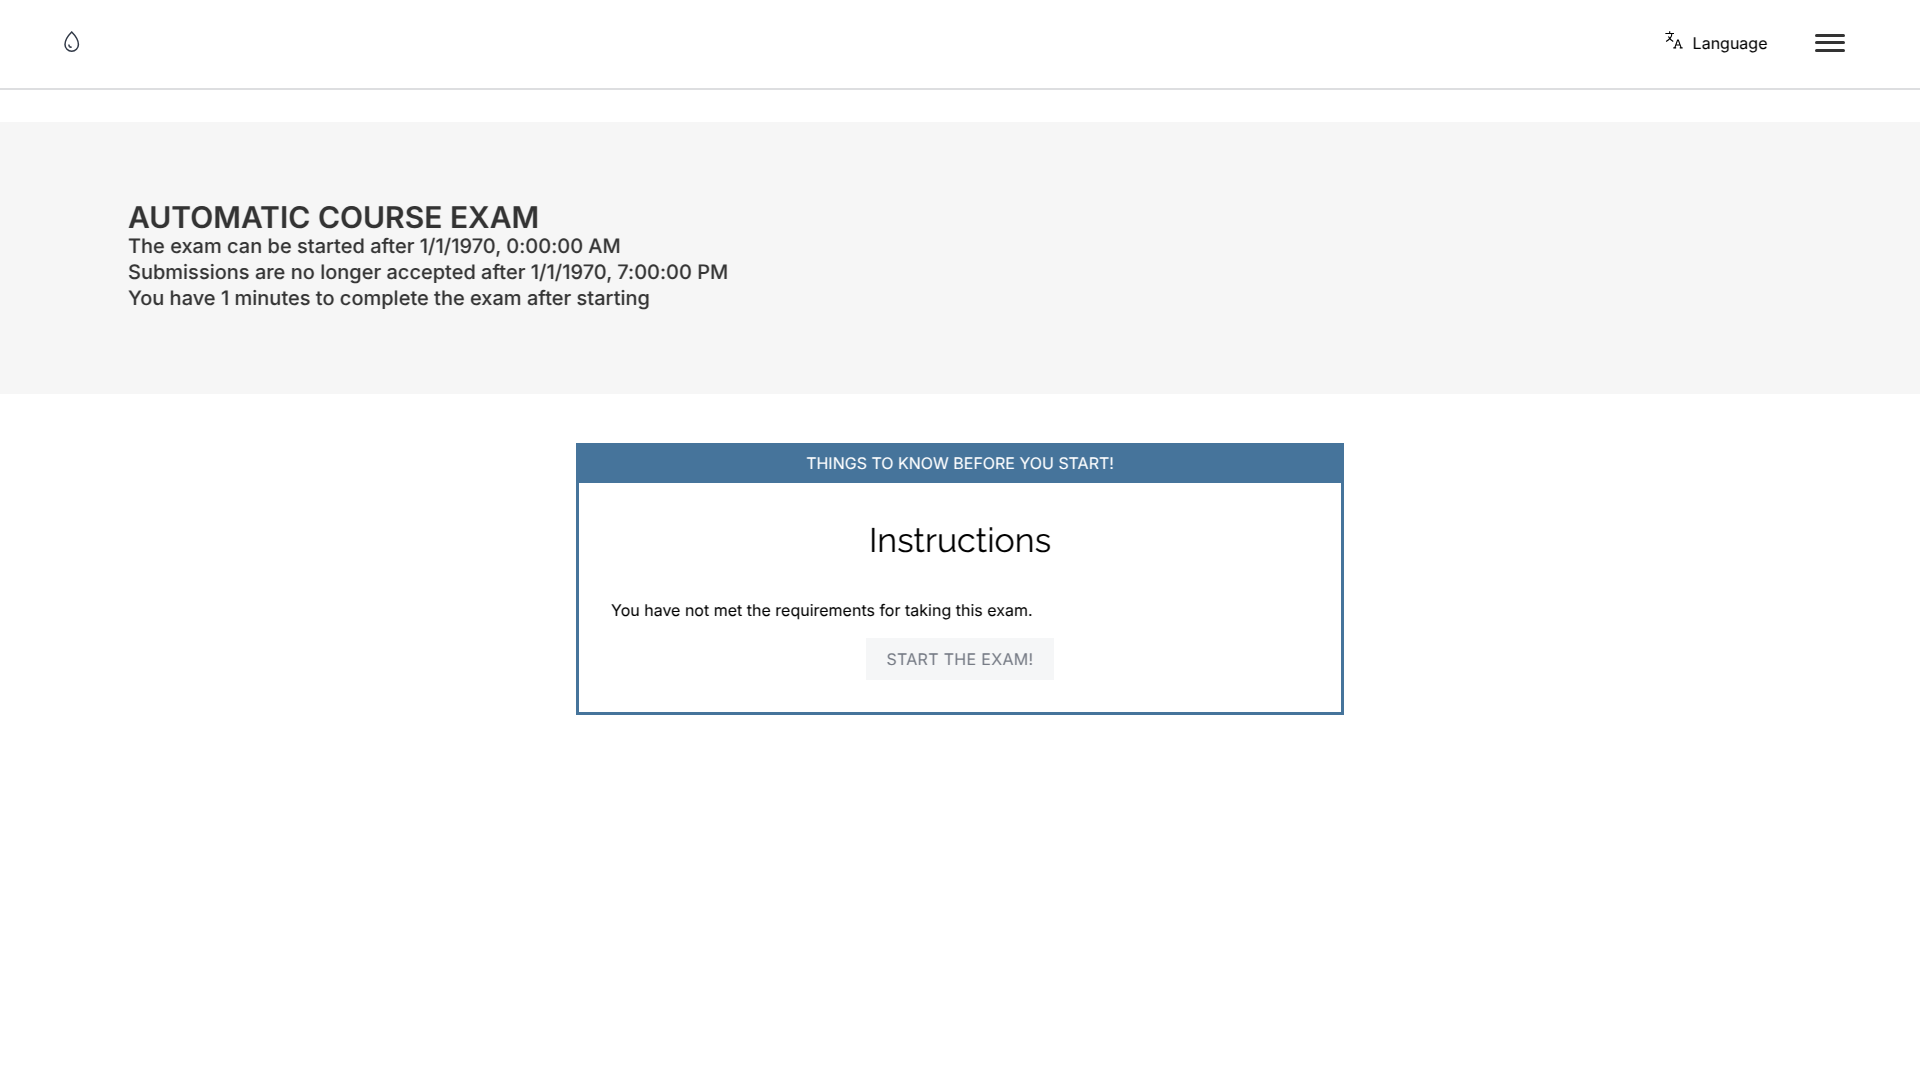 Language
AUTOMATIC COURSE EXAM
The exam can be started after 1/1/1970, 0:00:00 AM
Submissions are no longer accepted after 1/1/1970, 7:00:00 PM
You have 1 minutes to complete the exam after starting
THINGS TO KNOW BEFORE YOU START!
Instructions
You have not met the requirements for taking this exam.
START THE EXAM!